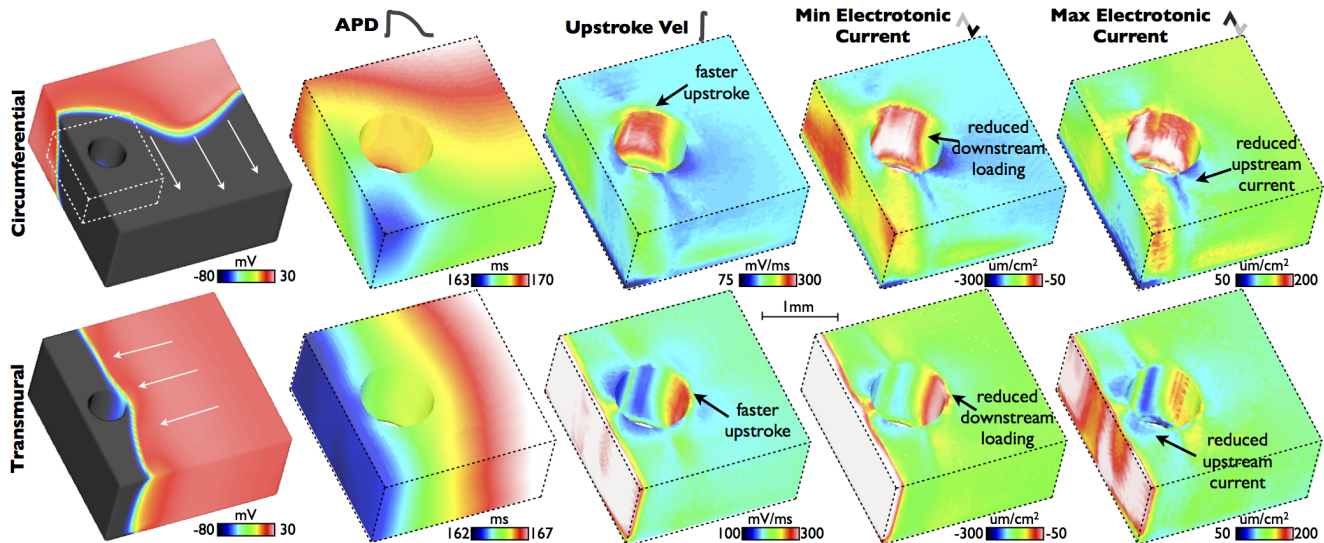 APD
Upstroke Vel
Min Electrotonic
Current
Max Electrotonic
Current
Circumferential
faster
upstroke
reduced
downstream
loading
reduced
upstream
current
mV
-80 30
ms
163 170
mV/ms
75 300
um/cm²
-300 -50
um/cm²
50 200
1mm
Transmural
faster
upstroke
reduced
downstream
loading
reduced
upstream
current
mV
-80 30
ms
162 167
mV/ms
100 300
um/cm²
-300 -50
um/cm²
50 200